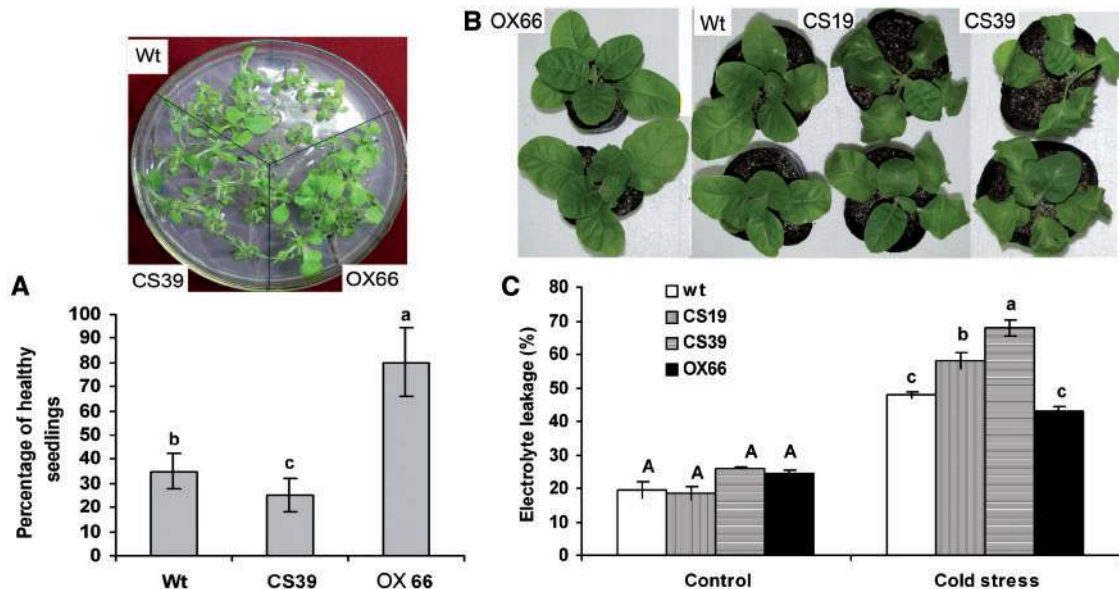 Wt
CS39
OX66
A
Percentage of healthy
seedlings
100
90
80
70
60
50
40
30
20
10
0
b
c
a
Wt
CS39
OX 66
B
OX66
Wt
CS19
CS39
C
Electrolyte leakage (%)
80
70
60
50
40
30
20
10
0
wt
CS19
CS39
OX66
A
A
A
A
c
b
a
c
Control
Cold stress